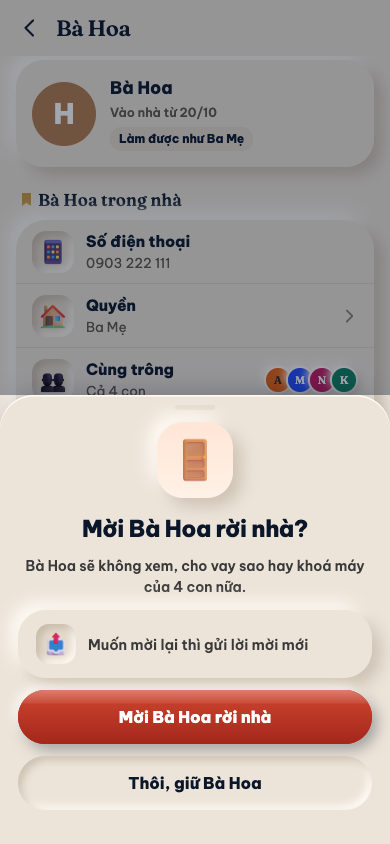 Bà Hoa
H
Bà Hoa
Vào nhà từ 20/10
Làm được như Ba Mẹ
Bà Hoa trong nhà
Số điện thoại
0903 222 111
Quyền
Ba Mẹ
Cùng trông
Cả 4 con
A M N K
Mời Bà Hoa rời nhà?
Bà Hoa sẽ không xem, cho vay sao hay khoá máy
của 4 con nữa.
Muốn mời lại thì gửi lời mời mới
Mời Bà Hoa rời nhà
Thôi, giữ Bà Hoa